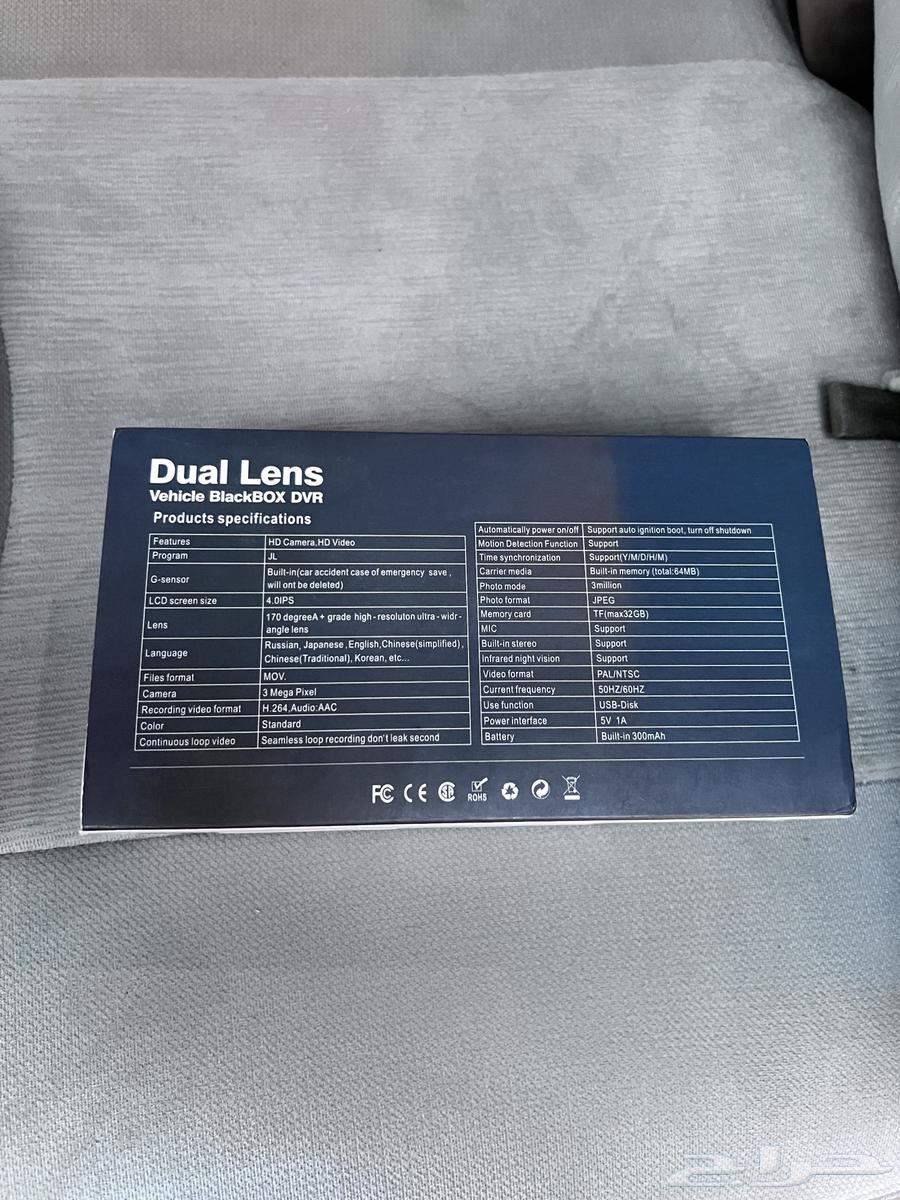 Dual Lens
Vehicle BlackBOX DVR
Products specifications
Features HD Camera,HD Video
Program JL
G-sensor Built-in(car accident case of emergency save ,
will ont be deleted)
LCD screen size 4.0IPS
Lens 170 degreeA + grade high - resoluton ultra - widr -
angle lens
Language Russian, Japanese , English,Chinese(simplified) ,
Chinese(Traditional), Korean, etc...
Files format MOV.
Camera 3 Mega Pixel
Recording video format H.264,Audio:AAC
Color Standard
Continuous loop video Seamless loop recording don't leak second
Automatically power on/off Support auto ignition boot, turn off shutdown
Motion Detection Function Support
Time synchronization Support(Y/M/D/H/M)
Carrier media Built-in memory (total:64MB)
Photo mode 3million
Photo format JPEG
Memory card TF(max32GB)
MIC Support
Built-in stereo Support
Infrared night vision Support
Video format PAL/NTSC
Current frequency 50HZ/60HZ
Use function USB-Disk
Power interface 5V 1A
Battery Built-in 300mAh
FC CE ROHS
حراج